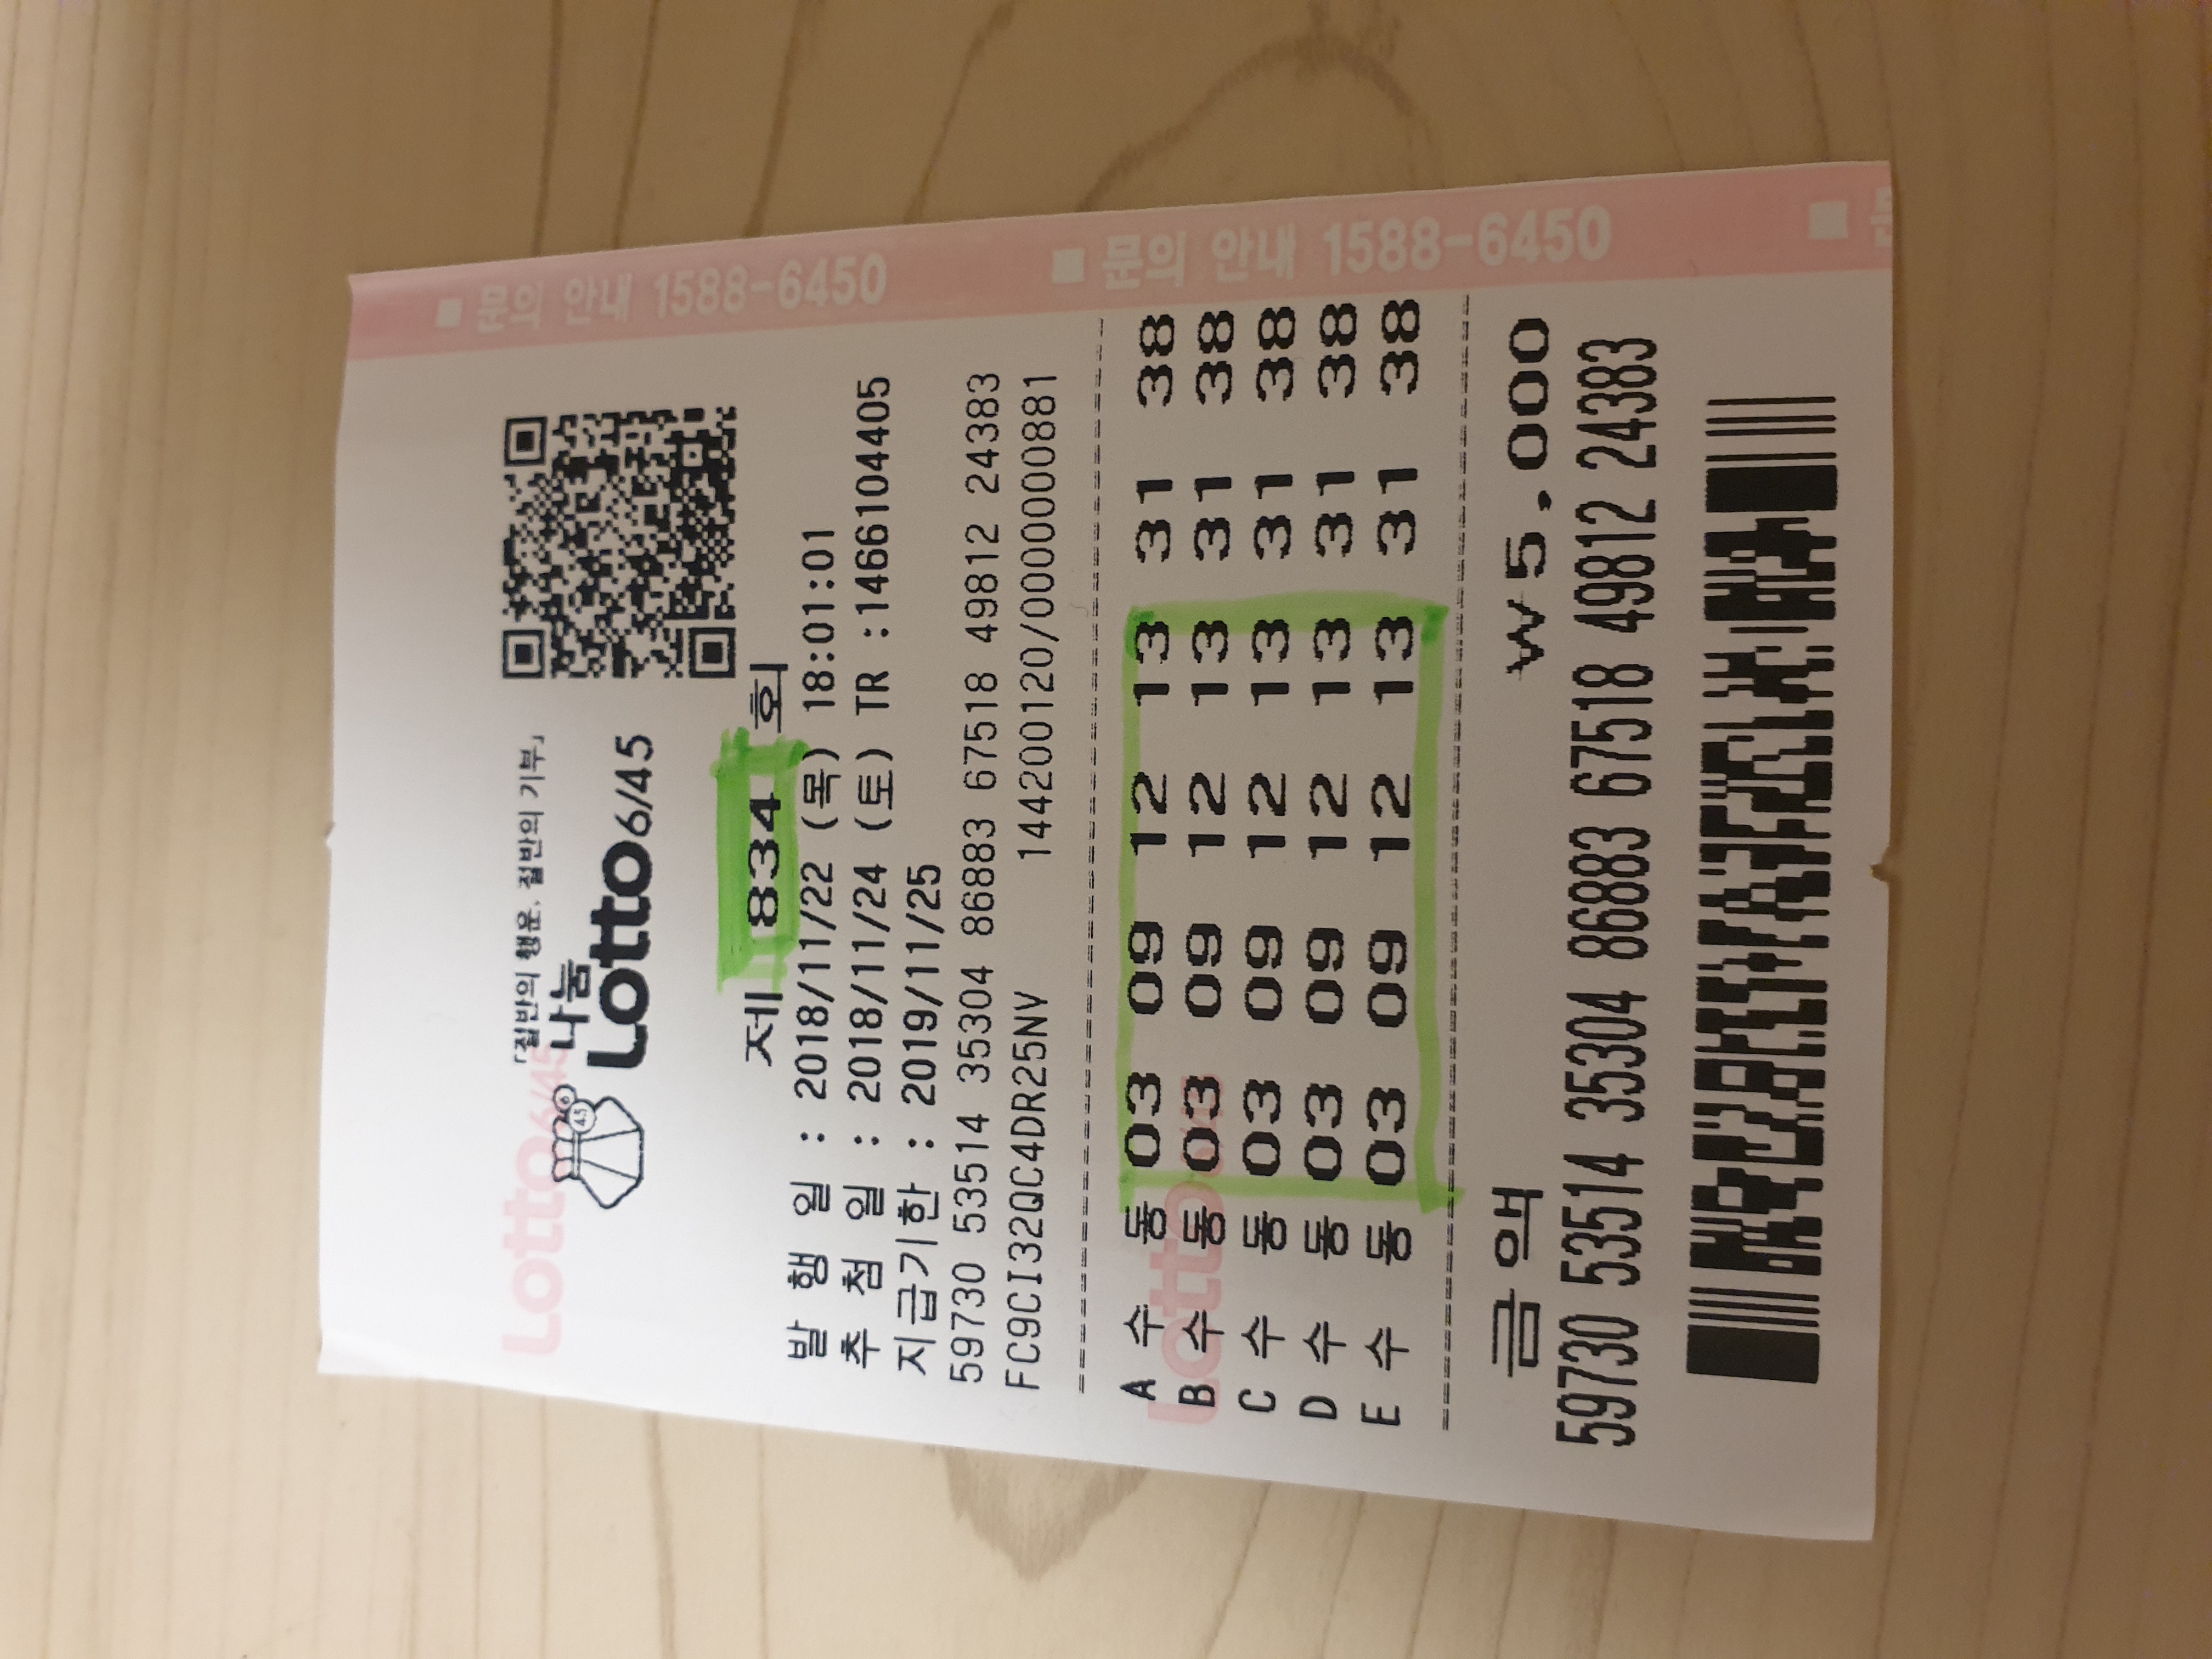 「절반의 행운, 절반의 기부」
나눔
Lotto6/45
Lotto6/45
제 834 회
발 행 일 : 2018/11/22 (목) 18:01:01
추 첨 일 : 2018/11/24 (토) TR :1466104405
지급기한 : 2019/11/25
59730 53514 35304 86883 67518 49812 24383
FC9CI32QC4DR25NV 144200120/0000000881
A 수 동 03 09 12 13 31 38
B 수 동 03 09 12 13 31 38
C 수 동 03 09 12 13 31 38
D 수 동 03 09 12 13 31 38
E 수 동 03 09 12 13 31 38
금 액 ₩5,000
59730 53514 35304 86883 67518 49812 24383
■ 문의 안내 1588-6450
■ 문의 안내 1588-6450